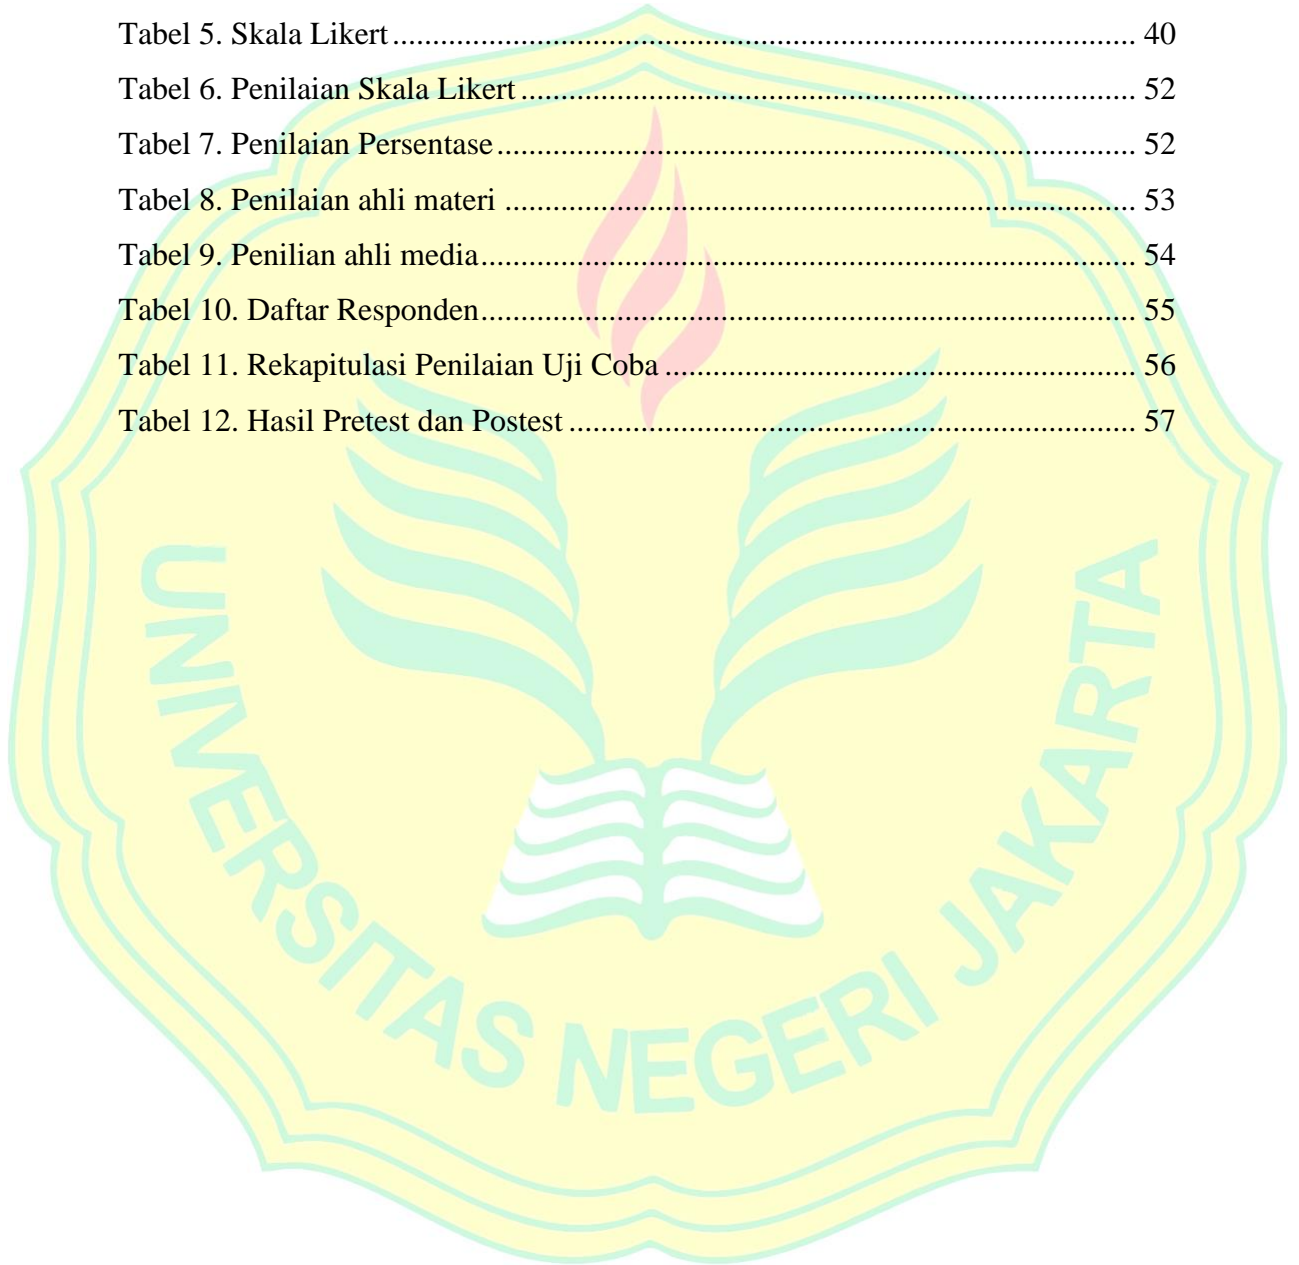 Tabel 5. Skala Likert............................................................................................. 40
Tabel 6. Penilaian Skala Likert............................................................................. 52
Tabel 7. Penilaian Persentase................................................................................ 52
Tabel 8. Penilaian ahli materi ............................................................................... 53
Tabel 9. Penilian ahli media.................................................................................. 54
Tabel 10. Daftar Responden.................................................................................. 55
Tabel 11. Rekapitulasi Penilaian Uji Coba ........................................................... 56
Tabel 12. Hasil Pretest dan Postest ....................................................................... 57
UNIVERSITAS NEGERI JAKARTA